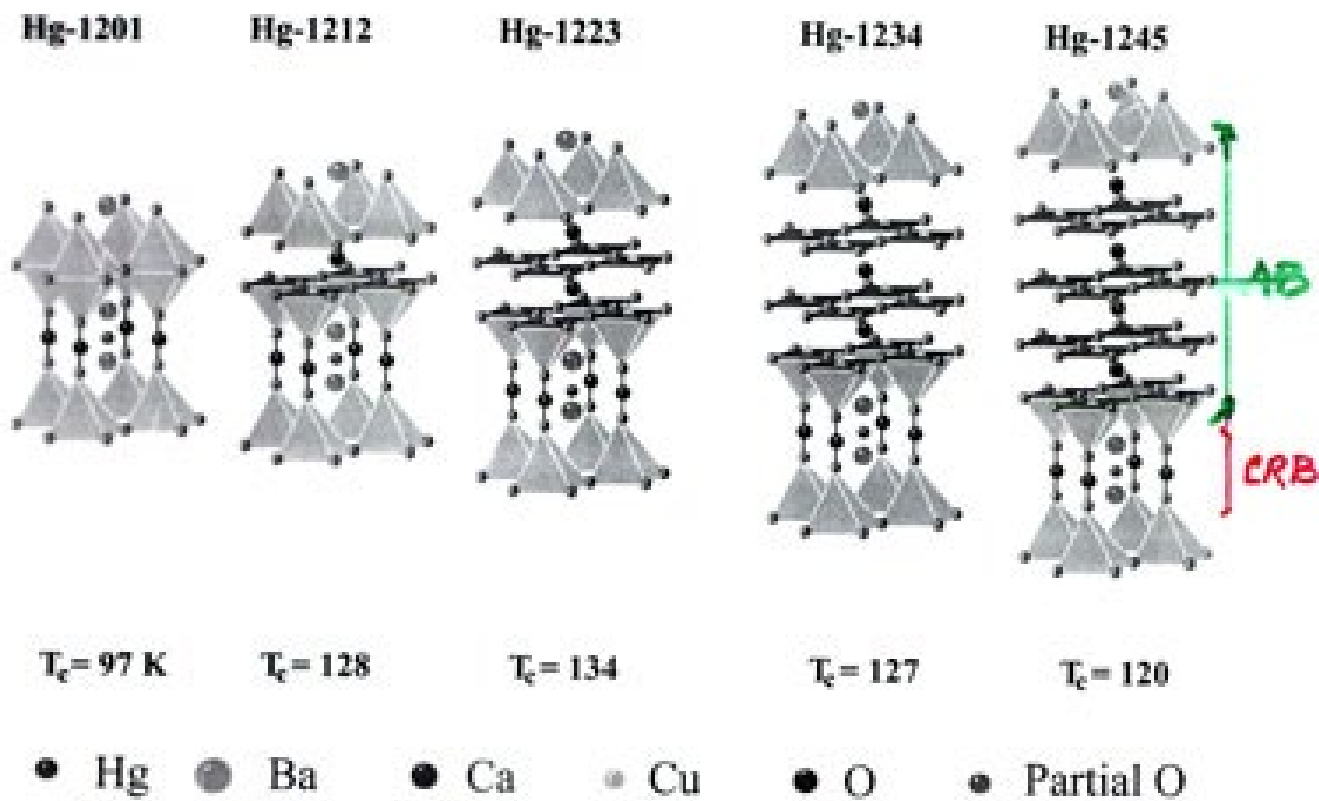 Hg-1201 Hg-1212 Hg-1223 Hg-1234 Hg-1245
AB
CRB
Tc = 97 K Tc = 128 Tc = 134 Tc = 127 Tc = 120
Hg Ba Ca Cu O Partial O